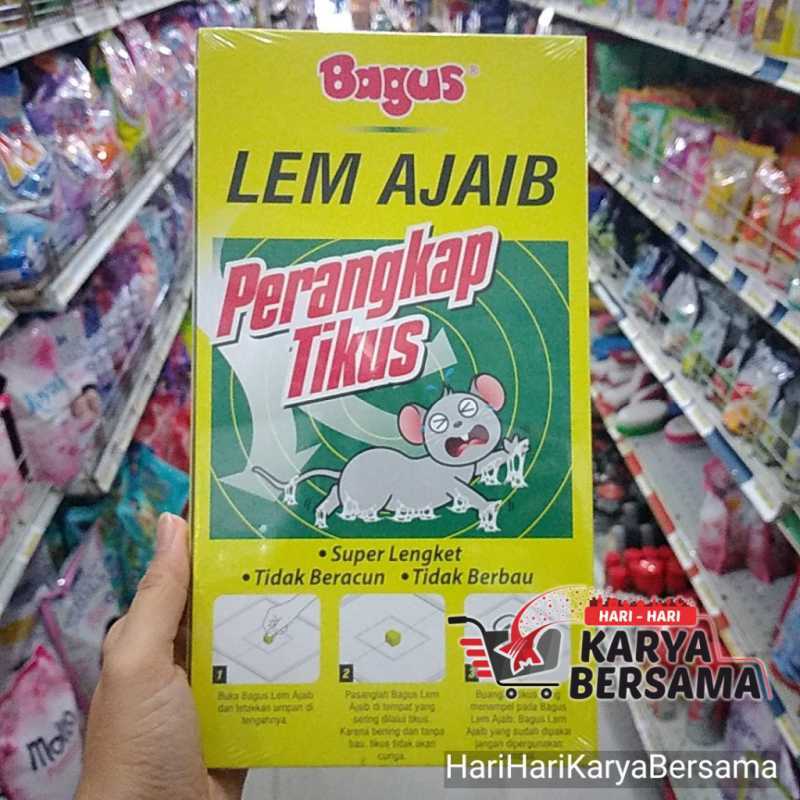 Bagus®
LEM AJAIB
Perangkap
Tikus
• Super Lengket
• Tidak Beracun • Tidak Berbau
1
Buka Bagus Lem Ajaib
dan letakkan umpan di
tengahnya.
2
Pasanglah Bagus Lem
Ajaib di tempat yang
sering dilalui tikus.
Karena bening dan tanpa
bau, tikus tidak akan
curiga.
3
Buang
menempel pada Bagus
Lem Ajaib. Bagus Lem
Ajaib yang sudah dipakai
jangan dipergunakan
HARI - HARI
KARYA
BERSAMA
HariHariKaryaBersama